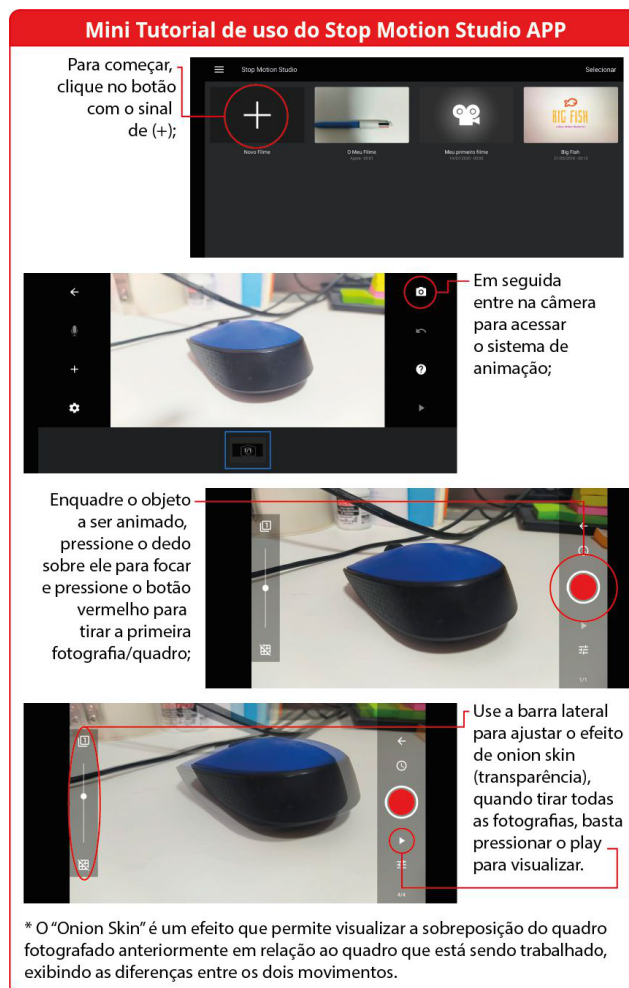 Mini Tutorial de uso do Stop Motion Studio APP
Para começar,
clique no botão
com o sinal
de (+);
Stop Motion Studio
Selecionar
Novo Filme
O Meu Filme
Meu primeiro filme
BIG FISH
Big Fish
Em seguida
entre na câmera
para acessar
o sistema de
animação;
Enquadre o objeto
a ser animado,
pressione o dedo
sobre ele para focar
e pressione o botão
vermelho para
tirar a primeira
fotografia/quadro;
1/1
Use a barra lateral
para ajustar o efeito
de onion skin
(transparência),
quando tirar todas
as fotografias, basta
pressionar o play
para visualizar.
4/4
* O “Onion Skin” é um efeito que permite visualizar a sobreposição do quadro
fotografado anteriormente em relação ao quadro que está sendo trabalhado,
exibindo as diferenças entre os dois movimentos.